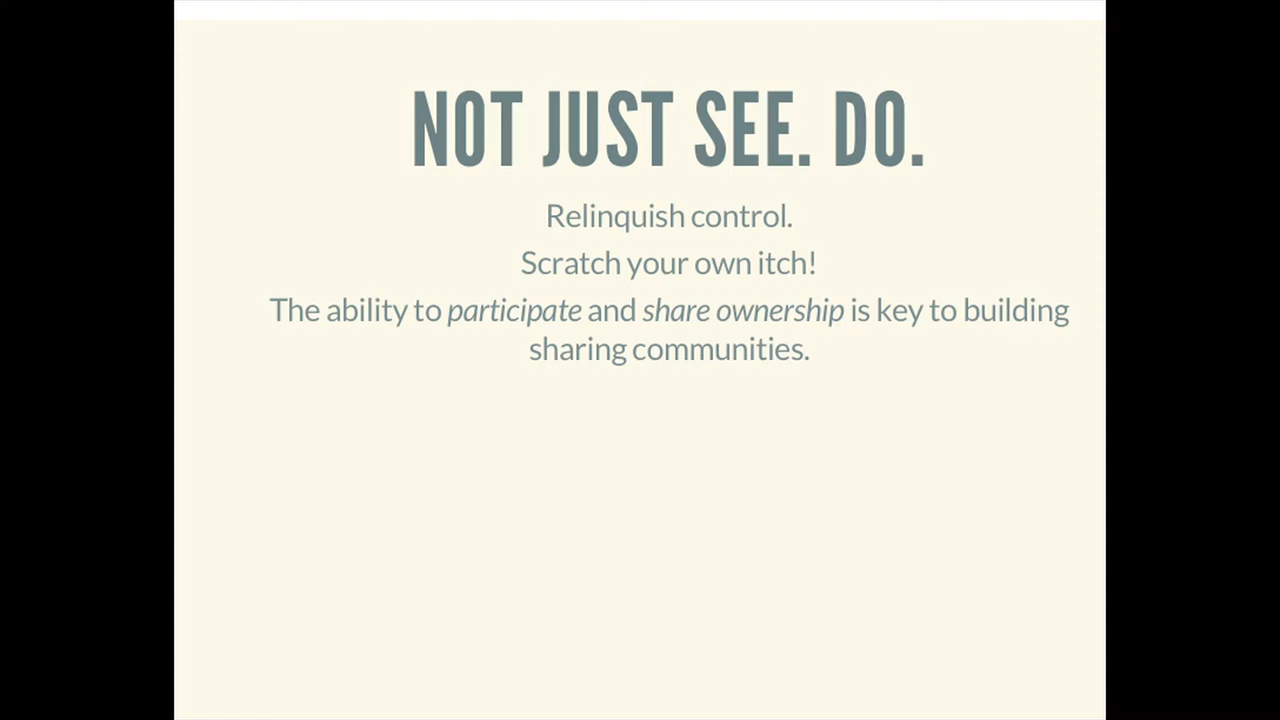 NOT JUST SEE. DO.
Relinquish control.
Scratch your own itch!
The ability to participate and share ownership is key to building
sharing communities.